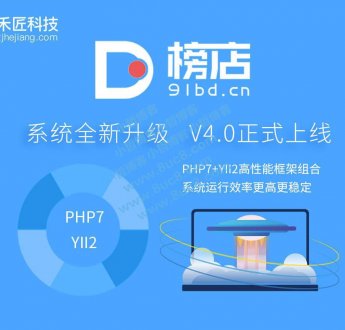 禾匠科技
jhejiang.com
榜店
91bd.cn
系统全新升级 V4.0正式上线
PHP7+YII2高性能框架组合
系统运行效率更高更稳定
PHP7
YII2